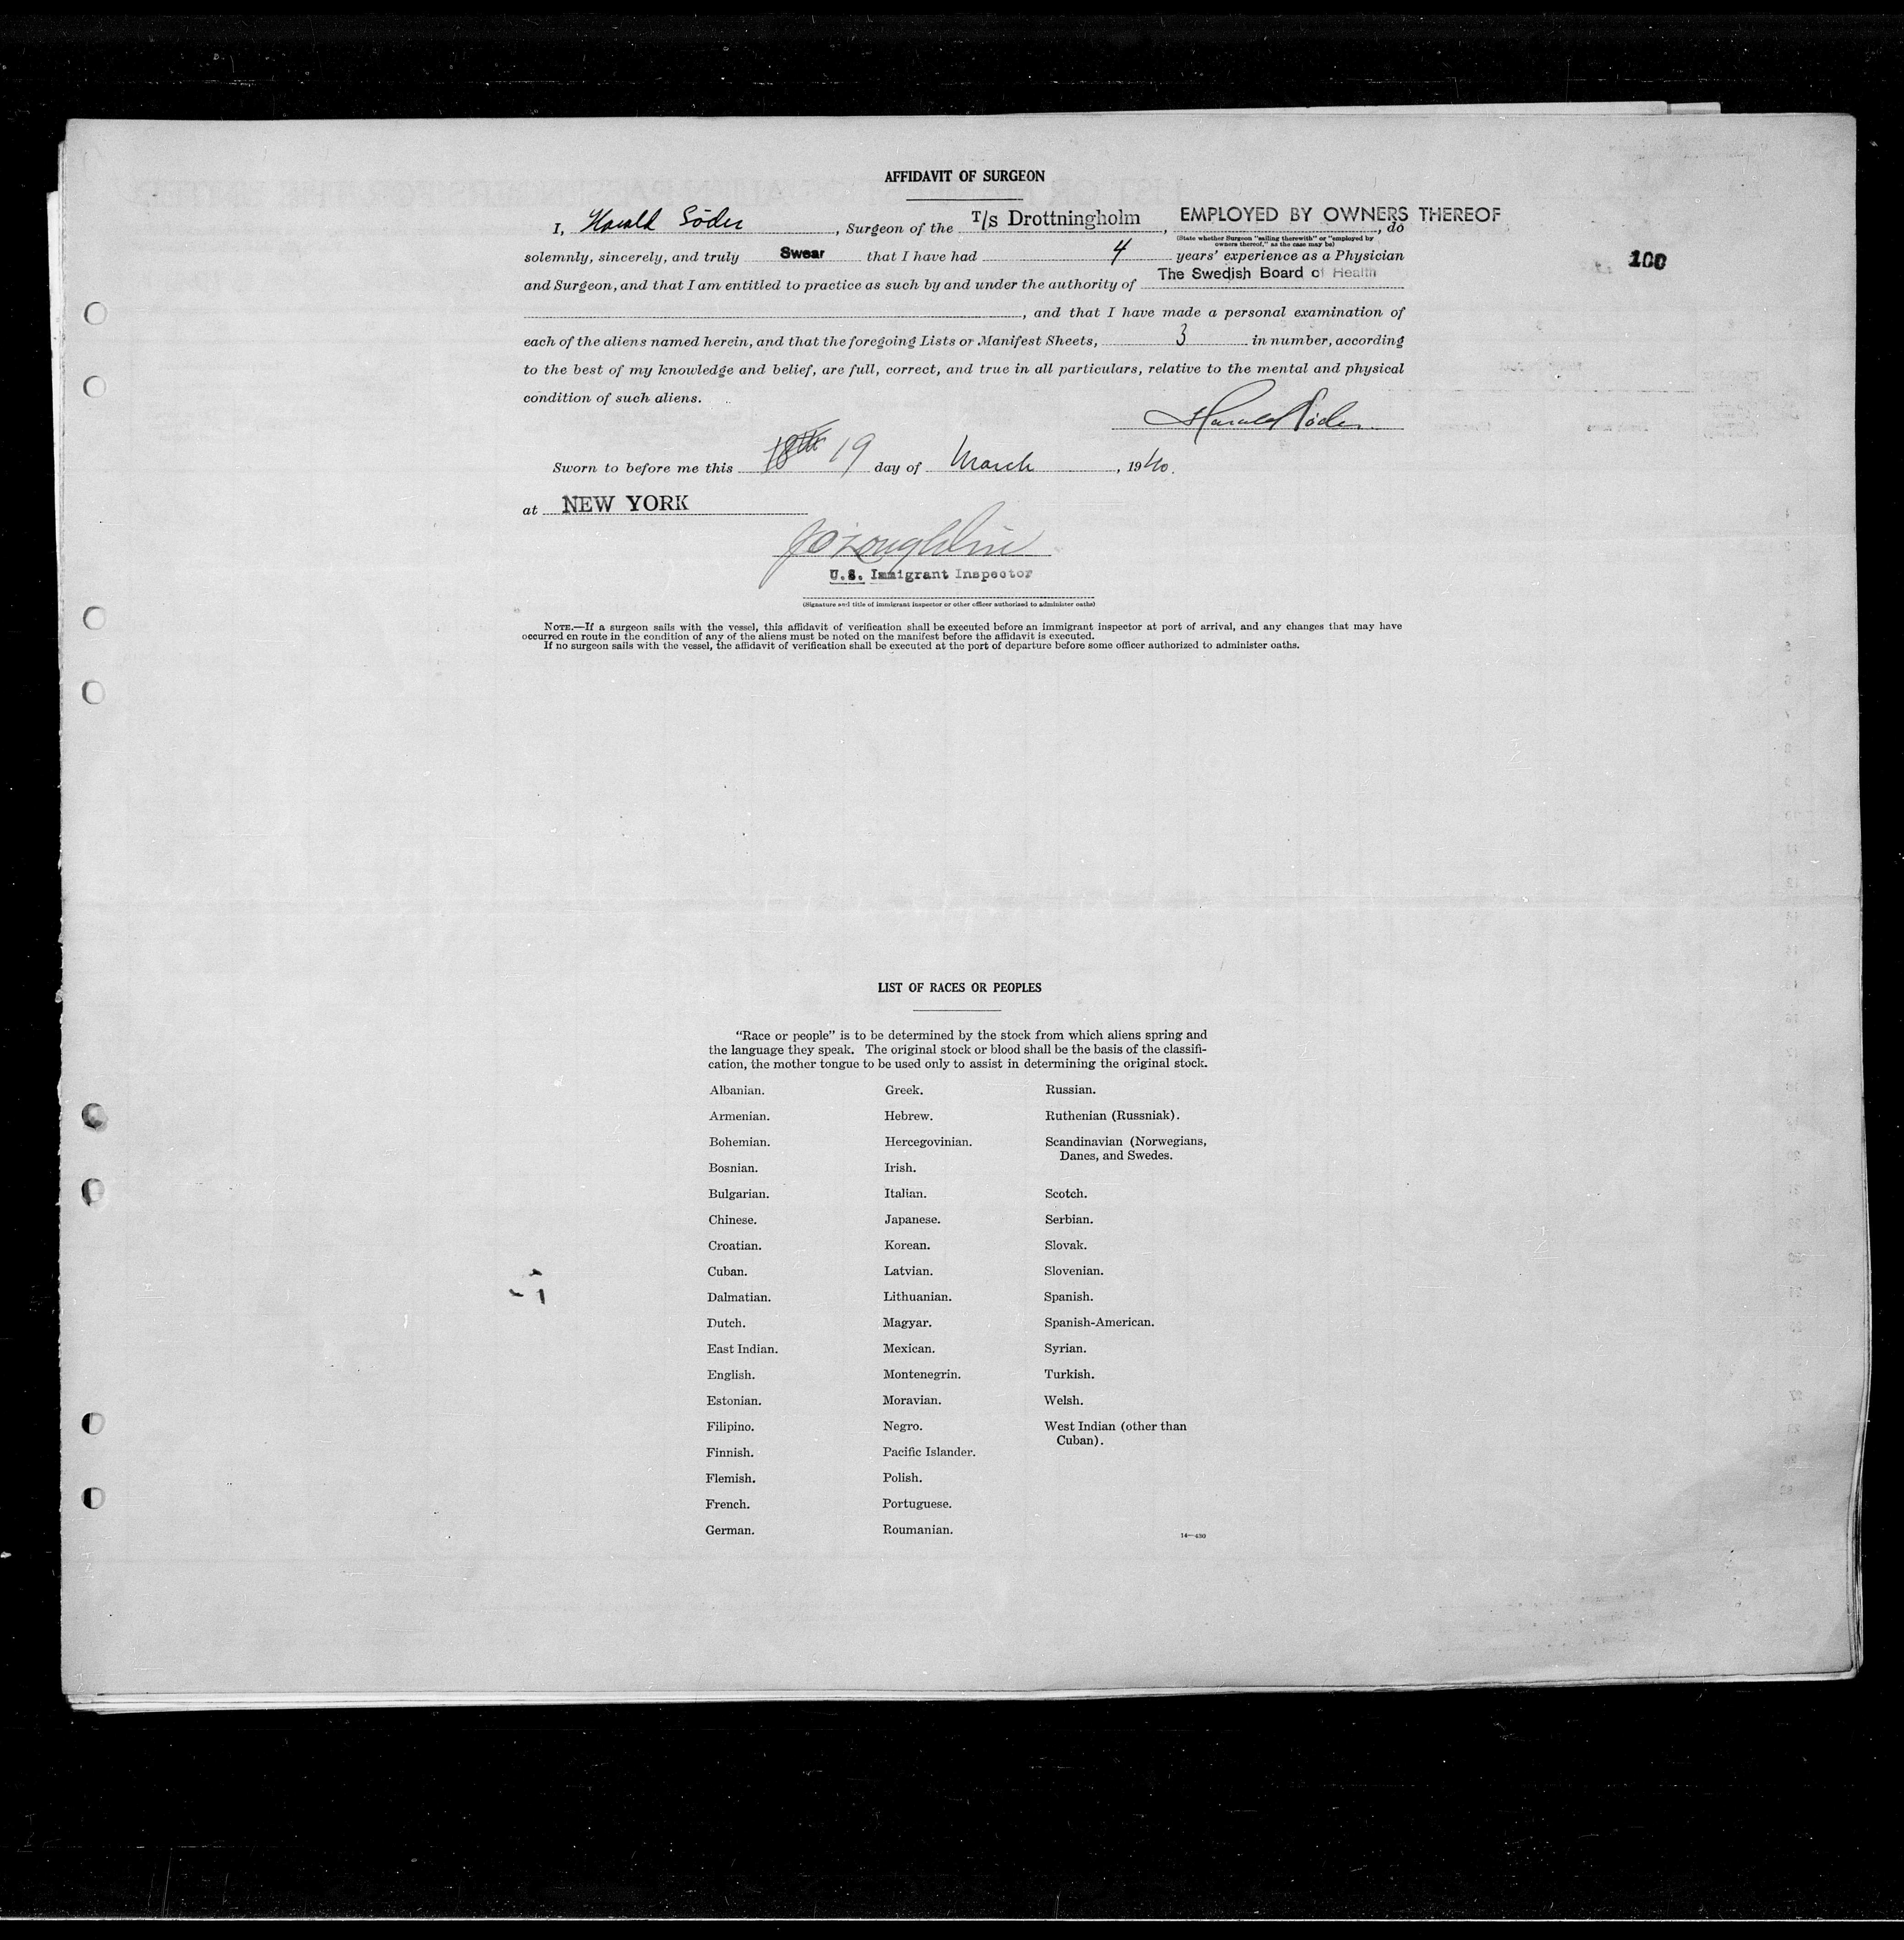 AFFIDAVIT OF SURGEON
I, Harald Söder, Surgeon of the T/S Drottningholm, EMPLOYED BY OWNERS THEREOF, do
(State whether Surgeon "sailing therewith" or "employed by
owners thereof," as the case may be)
solemnly, sincerely, and truly Swear that I have had 4 years' experience as a Physician
100
The Swedish Board of Health
and Surgeon, and that I am entitled to practice as such by and under the authority of
, and that I have made a personal examination of
each of the aliens named herein, and that the foregoing Lists or Manifest Sheets, 3 in number, according
to the best of my knowledge and belief, are full, correct, and true in all particulars, relative to the mental and physical
condition of such aliens.
Harald Söder
Sworn to before me this 18th 19 day of March, 1940.
at NEW YORK
U.S. Immigrant Inspector
(Signature and title of immigrant inspector or other officer authorized to administer oaths)
NOTE.—If a surgeon sails with the vessel, this affidavit of verification shall be executed before an immigrant inspector at port of arrival, and any changes that may have
occurred en route in the condition of any of the aliens must be noted on the manifest before the affidavit is executed.
If no surgeon sails with the vessel, the affidavit of verification shall be executed at the port of departure before some officer authorized to administer oaths.
LIST OF RACES OR PEOPLES
"Race or people" is to be determined by the stock from which aliens spring and
the language they speak. The original stock or blood shall be the basis of the classifi-
cation, the mother tongue to be used only to assist in determining the original stock.
Albanian.
Armenian.
Bohemian.
Bosnian.
Bulgarian.
Chinese.
Croatian.
Cuban.
Dalmatian.
Dutch.
East Indian.
English.
Estonian.
Filipino.
Finnish.
Flemish.
French.
German.
Greek.
Hebrew.
Hercegovinian.
Irish.
Italian.
Japanese.
Korean.
Latvian.
Lithuanian.
Magyar.
Mexican.
Montenegrin.
Moravian.
Negro.
Pacific Islander.
Polish.
Portuguese.
Roumanian.
Russian.
Ruthenian (Russniak).
Scandinavian (Norwegians,
Danes, and Swedes.
Scotch.
Serbian.
Slovak.
Slovenian.
Spanish.
Spanish-American.
Syrian.
Turkish.
Welsh.
West Indian (other than
Cuban).
14—430